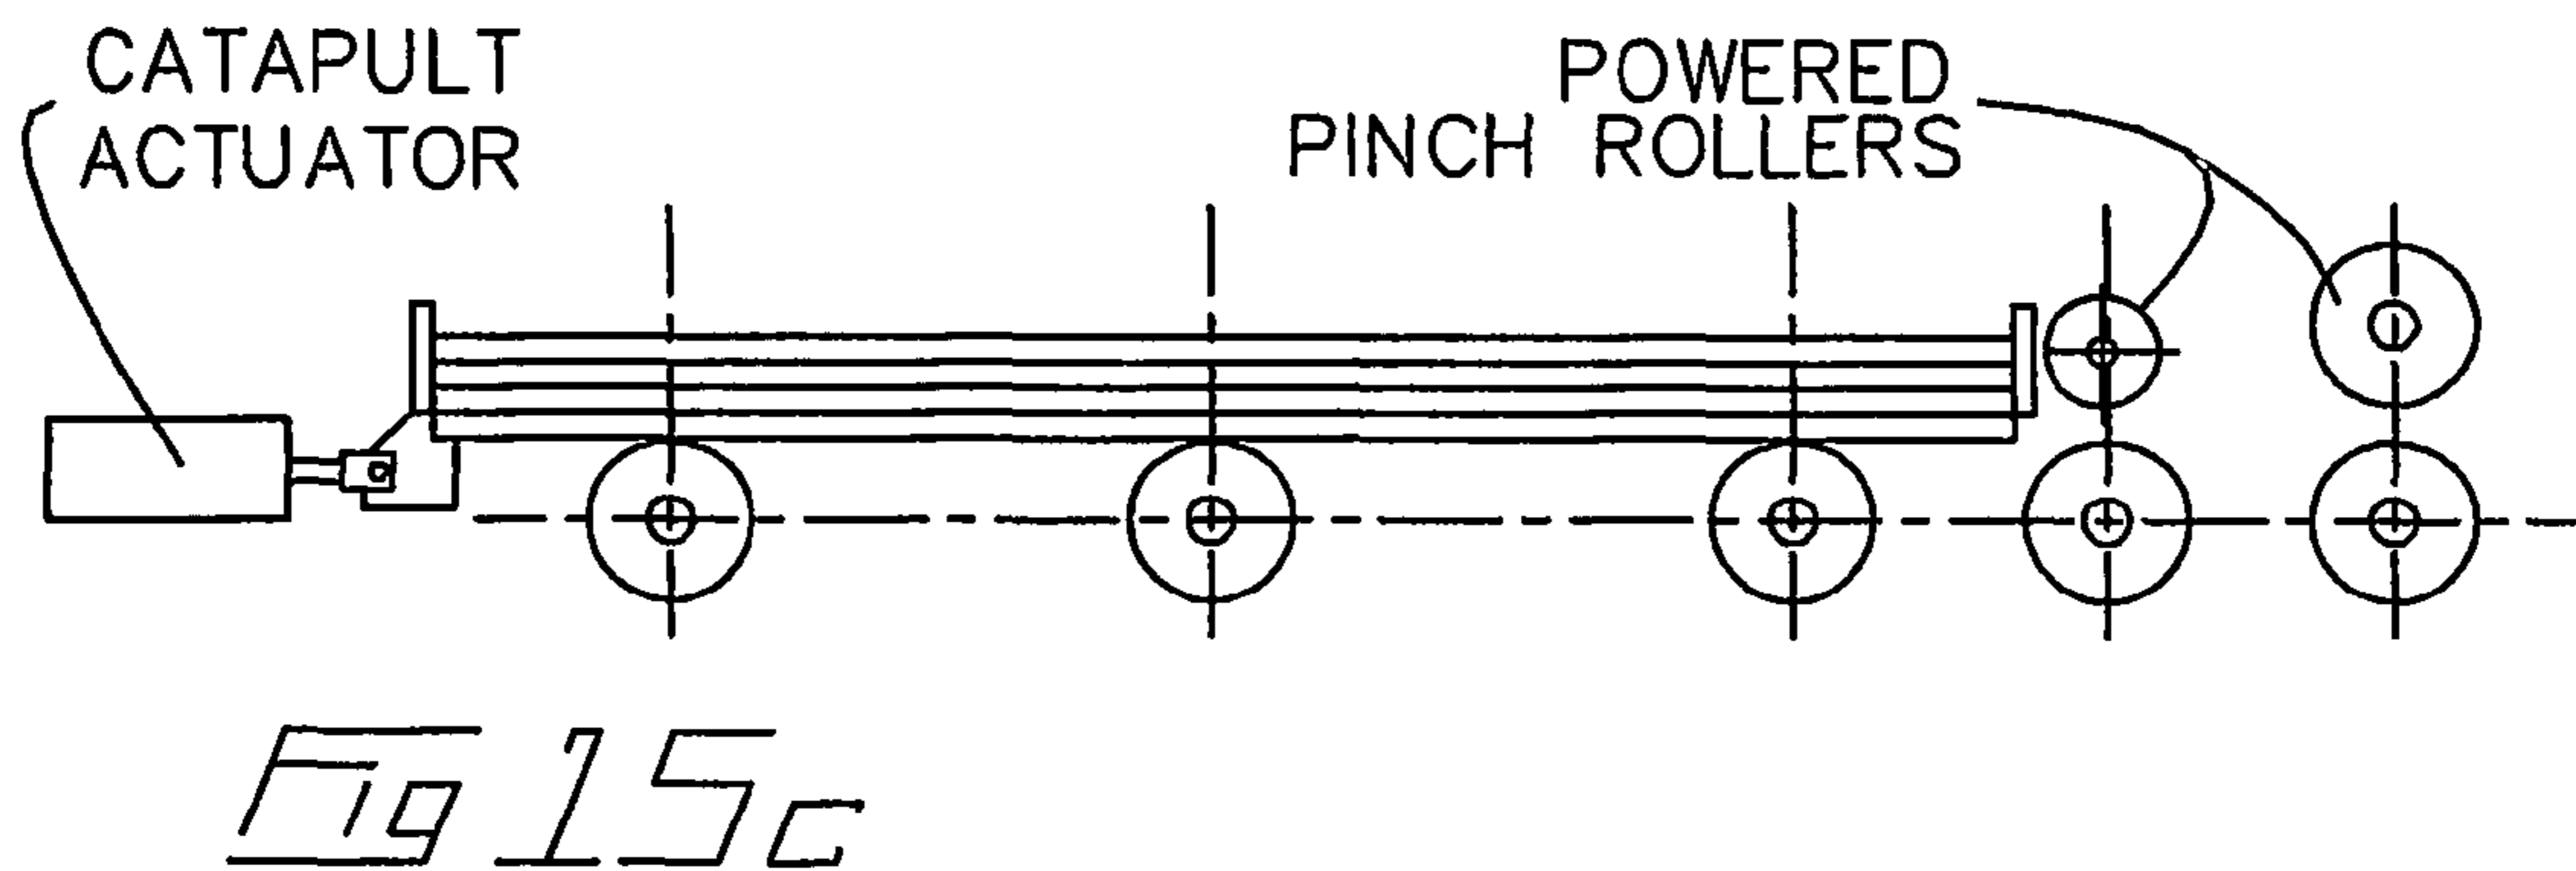 CATAPULT
ACTUATOR
POWERED
PINCH ROLLERS
Fig 15c